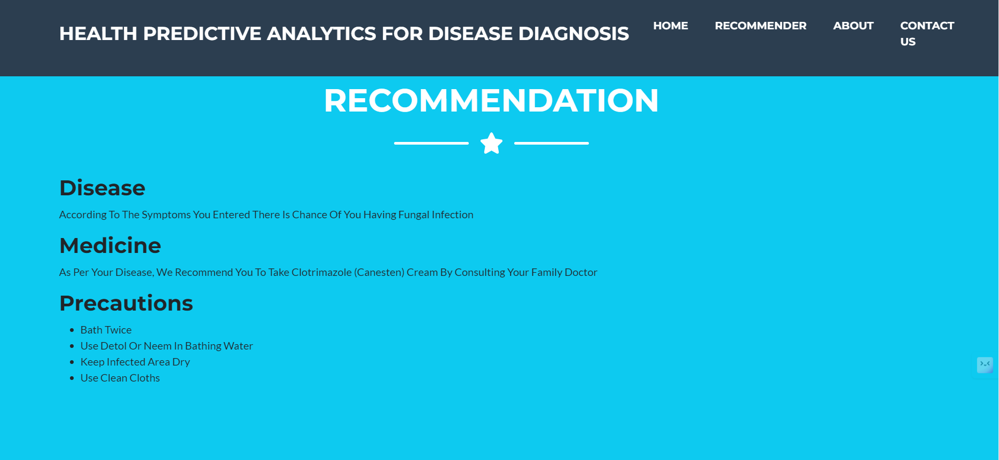 HEALTH PREDICTIVE ANALYTICS FOR DISEASE DIAGNOSIS
HOME
RECOMMENDER
ABOUT
CONTACT
US
RECOMMENDATION
Disease
According To The Symptoms You Entered There Is Chance Of You Having Fungal Infection
Medicine
As Per Your Disease, We Recommend You To Take Clotrimazole (Canesten) Cream By Consulting Your Family Doctor
Precautions
• Bath Twice
• Use Detol Or Neem In Bathing Water
• Keep Infected Area Dry
• Use Clean Cloths